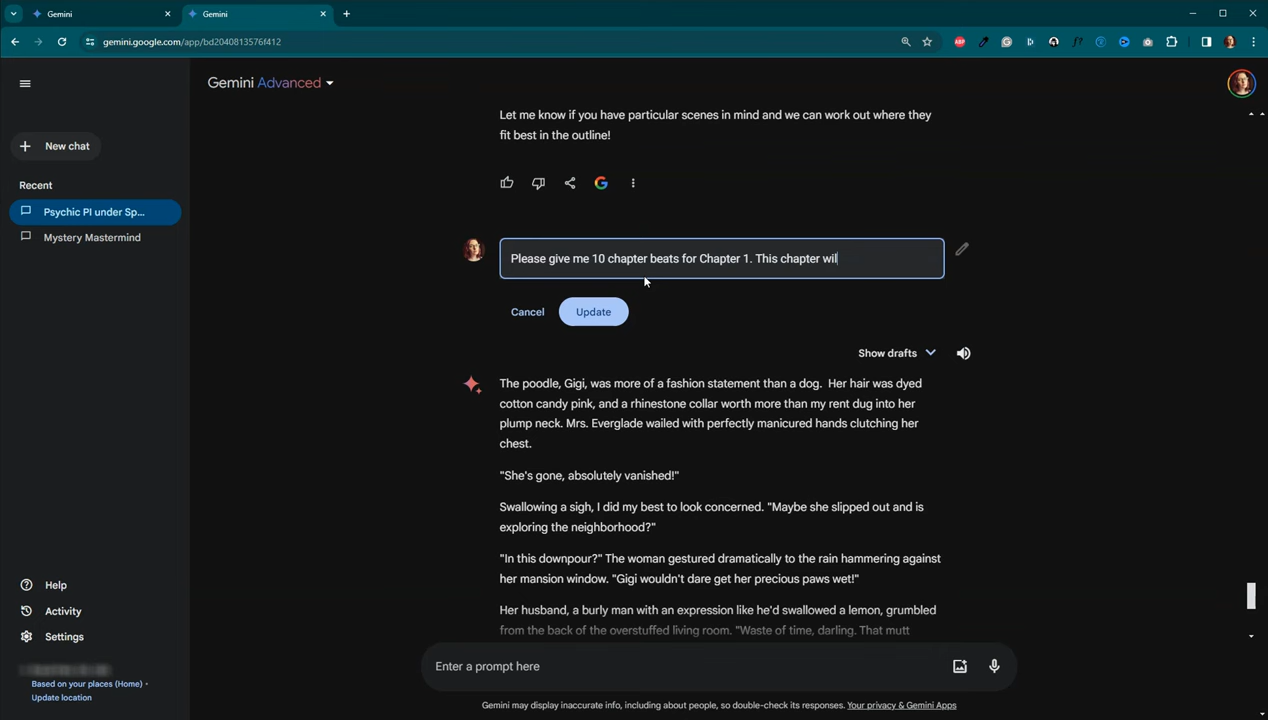 Gemini
Gemini
gemini.google.com/app/bd2040813576f412
Gemini Advanced
New chat
Recent
Psychic PI under Sp...
Mystery Mastermind
Help
Activity
Settings
Based on your places (Home) •
Update location
Let me know if you have particular scenes in mind and we can work out where they
fit best in the outline!
Please give me 10 chapter beats for Chapter 1. This chapter wil
Cancel
Update
Show drafts
The poodle, Gigi, was more of a fashion statement than a dog. Her hair was dyed
cotton candy pink, and a rhinestone collar worth more than my rent dug into her
plump neck. Mrs. Everglade wailed with perfectly manicured hands clutching her
chest.
"She's gone, absolutely vanished!"
Swallowing a sigh, I did my best to look concerned. "Maybe she slipped out and is
exploring the neighborhood?"
"In this downpour?" The woman gestured dramatically to the rain hammering against
her mansion window. "Gigi wouldn't dare get her precious paws wet!"
Her husband, a burly man with an expression like he'd swallowed a lemon, grumbled
from the back of the overstuffed living room. "Waste of time, darling. That mutt
Enter a prompt here
Gemini may display inaccurate info, including about people, so double-check its responses. Your privacy & Gemini Apps